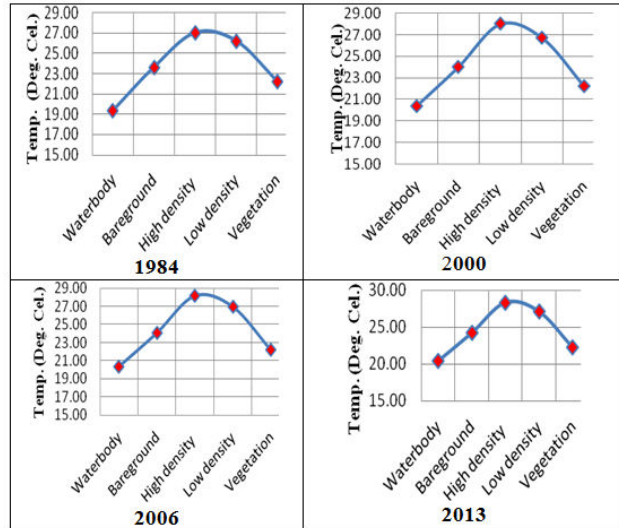 Temp. (Deg. Cel.)
29.00
27.00
25.00
23.00
21.00
19.00
17.00
15.00
Waterbody
Bareground
High density
Low density
Vegetation
1984
Temp. (Deg. Cel.)
29.00
27.00
25.00
23.00
21.00
19.00
17.00
15.00
Waterbody
Bareground
High density
Low density
Vegetation
2000
Temp. (Deg. Cel.)
29.00
27.00
25.00
23.00
21.00
19.00
17.00
15.00
Waterbody
Bareground
High density
Low density
Vegetation
2006
Temp. (Deg. Cel.)
30.00
25.00
20.00
15.00
Waterbody
Bareground
High density
Low density
Vegetation
2013